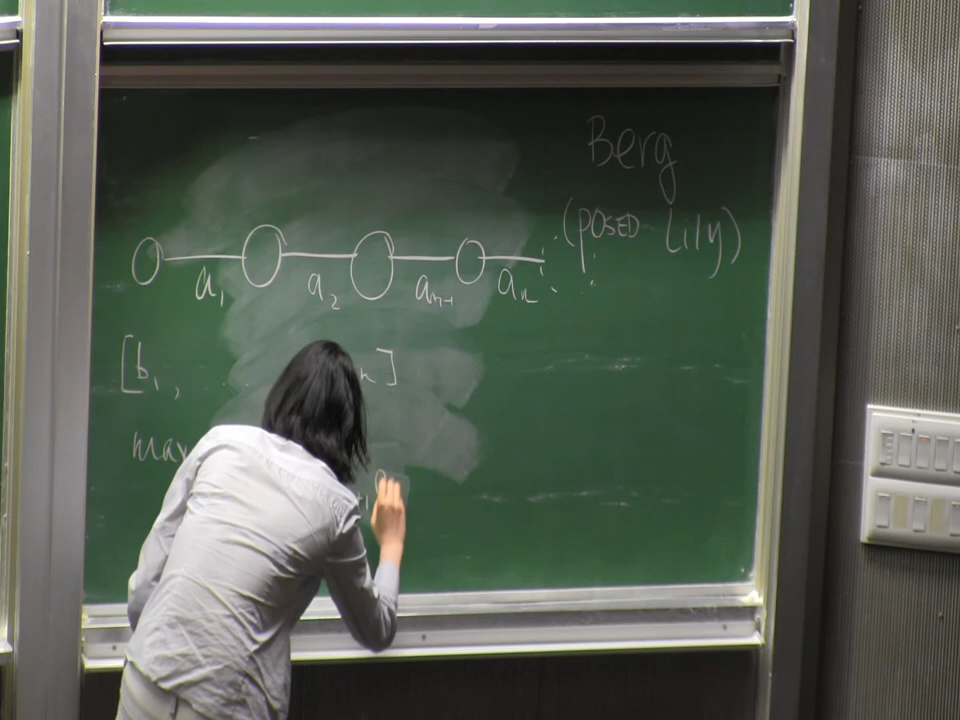 Berg
(POSED Lily)
a₁ a₂ aₙ₋₁ aₙ
[b₁, n]
max